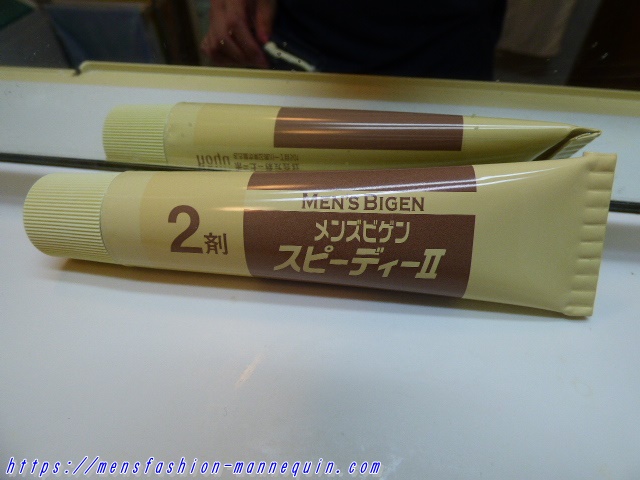 MEN'S BIGEN
メンズビゲン
スピーディーⅡ
2剤
https://mensfashion-mannequin.com